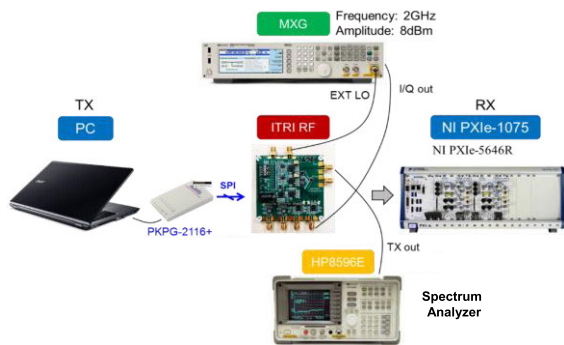 MXG
Frequency: 2GHz
Amplitude: 8dBm
EXT LO
I/Q out
TX
PC
ITRI RF
RX
NI PXIe-1075
NI PXIe-5646R
SPI
PKPG-2116+
TX out
HP8596E
Spectrum
Analyzer